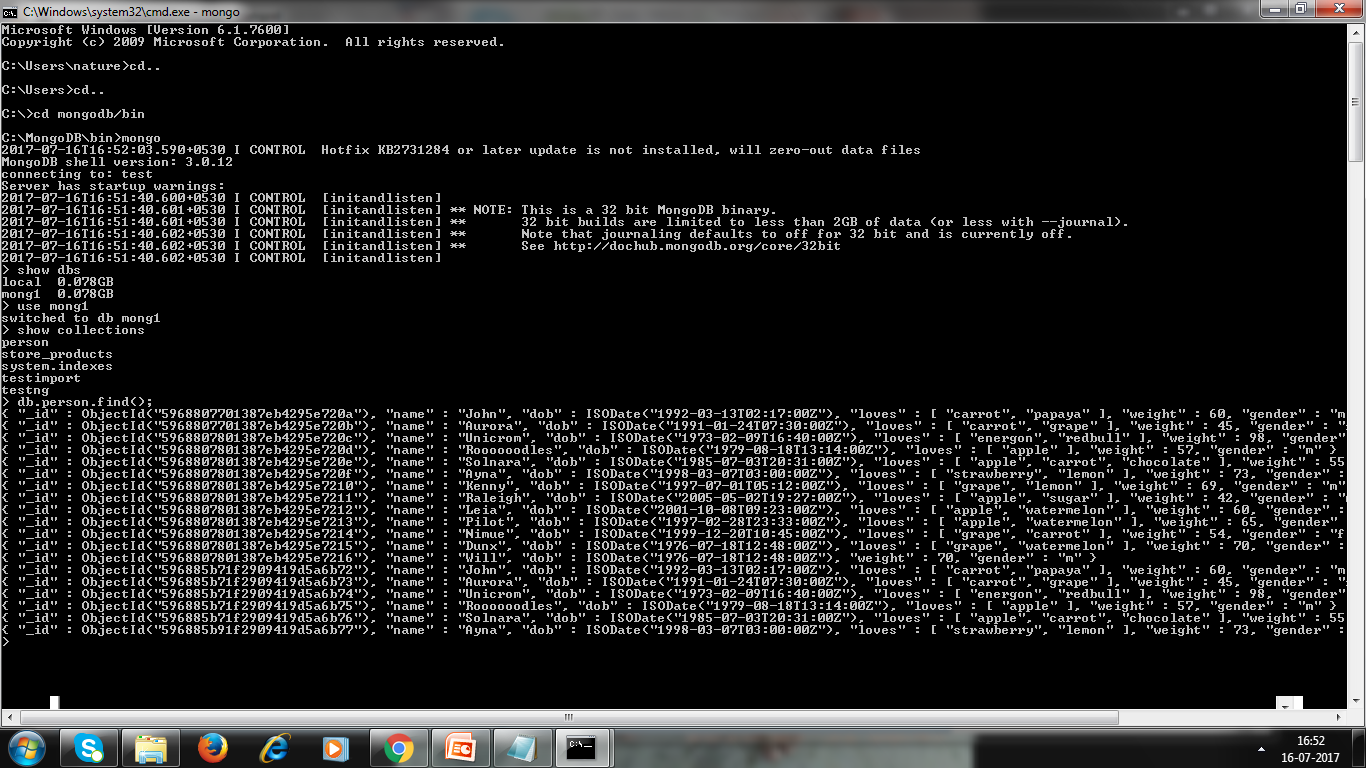 C:\Windows\system32\cmd.exe - mongo
Microsoft Windows [Version 6.1.7600]
Copyright (c) 2009 Microsoft Corporation.  All rights reserved.
C:\Users\nature>cd..
C:\Users>cd..
C:\>cd mongodb/bin
C:\MongoDB\bin>mongo
2017-07-16T16:52:03.590+0530 I CONTROL  Hotfix KB2731284 or later update is not installed, will zero-out data files
MongoDB shell version: 3.0.12
connecting to: test
Server has startup warnings:
2017-07-16T16:51:40.600+0530 I CONTROL  [initandlisten]
2017-07-16T16:51:40.601+0530 I CONTROL  [initandlisten] ** NOTE: This is a 32 bit MongoDB binary.
2017-07-16T16:51:40.601+0530 I CONTROL  [initandlisten] **       32 bit builds are limited to less than 2GB of data (or less with --journal).
2017-07-16T16:51:40.602+0530 I CONTROL  [initandlisten] **       Note that journaling defaults to off for 32 bit and is currently off.
2017-07-16T16:51:40.602+0530 I CONTROL  [initandlisten] **       See http://dochub.mongodb.org/core/32bit
2017-07-16T16:51:40.602+0530 I CONTROL  [initandlisten]
> show dbs
local  0.078GB
mong1  0.078GB
> use mong1
switched to db mong1
> show collections
person
store_products
system.indexes
testimport
testng
> db.person.find();
{ "_id" : ObjectId("5968807701387eb4295e720a"), "name" : "John", "dob" : ISODate("1992-03-13T02:17:00Z"), "loves" : [ "carrot", "papaya" ], "weight" : 60, "gender" : "m
{ "_id" : ObjectId("5968807801387eb4295e720b"), "name" : "Aurora", "dob" : ISODate("1991-01-24T07:30:00Z"), "loves" : [ "carrot", "grape" ], "weight" : 45, "gender" :
{ "_id" : ObjectId("5968807801387eb4295e720c"), "name" : "Unicrom", "dob" : ISODate("1973-02-09T16:40:00Z"), "loves" : [ "energon", "redbull" ], "weight" : 98, "gender"
{ "_id" : ObjectId("5968807801387eb4295e720d"), "name" : "Roooooodles", "dob" : ISODate("1979-08-18T13:14:00Z"), "loves" : [ "apple" ], "weight" : 57, "gender" : "m" }
{ "_id" : ObjectId("5968807801387eb4295e720e"), "name" : "Solnara", "dob" : ISODate("1985-07-03T20:31:00Z"), "loves" : [ "apple", "carrot", "chocolate" ], "weight" : 55
{ "_id" : ObjectId("5968807801387eb4295e720f"), "name" : "Ayna", "dob" : ISODate("1998-03-07T03:00:00Z"), "loves" : [ "strawberry", "lemon" ], "weight" : 73, "gender" :
{ "_id" : ObjectId("5968807801387eb4295e7210"), "name" : "Kenny", "dob" : ISODate("1997-07-01T05:12:00Z"), "loves" : [ "grape", "lemon" ], "weight" : 69, "gender" : "m"
{ "_id" : ObjectId("5968807801387eb4295e7211"), "name" : "Raleigh", "dob" : ISODate("2005-05-02T19:27:00Z"), "loves" : [ "apple", "sugar" ], "weight" : 42, "gender" : "
{ "_id" : ObjectId("5968807801387eb4295e7212"), "name" : "Leia", "dob" : ISODate("2001-10-08T09:23:00Z"), "loves" : [ "apple", "watermelon" ], "weight" : 60, "gender" :
{ "_id" : ObjectId("5968807801387eb4295e7213"), "name" : "Pilot", "dob" : ISODate("1997-02-28T23:33:00Z"), "loves" : [ "apple", "watermelon" ], "weight" : 65, "gender"
{ "_id" : ObjectId("5968807801387eb4295e7214"), "name" : "Nimue", "dob" : ISODate("1999-12-20T10:45:00Z"), "loves" : [ "grape", "carrot" ], "weight" : 54, "gender" : "f
{ "_id" : ObjectId("5968807801387eb4295e7215"), "name" : "Dunx", "dob" : ISODate("1976-07-18T12:48:00Z"), "loves" : [ "grape", "watermelon" ], "weight" : 70, "gender" :
{ "_id" : ObjectId("5968807801387eb4295e7216"), "name" : "Will", "dob" : ISODate("1976-07-18T12:48:00Z"), "weight" : 70, "gender" : "m" }
{ "_id" : ObjectId("596885b71f2909419d5a6b72"), "name" : "John", "dob" : ISODate("1992-03-13T02:17:00Z"), "loves" : [ "carrot", "papaya" ], "weight" : 60, "gender" : "m
{ "_id" : ObjectId("596885b71f2909419d5a6b73"), "name" : "Aurora", "dob" : ISODate("1991-01-24T07:30:00Z"), "loves" : [ "carrot", "grape" ], "weight" : 45, "gender" :
{ "_id" : ObjectId("596885b71f2909419d5a6b74"), "name" : "Unicrom", "dob" : ISODate("1973-02-09T16:40:00Z"), "loves" : [ "energon", "redbull" ], "weight" : 98, "gender"
{ "_id" : ObjectId("596885b71f2909419d5a6b75"), "name" : "Roooooodles", "dob" : ISODate("1979-08-18T13:14:00Z"), "loves" : [ "apple" ], "weight" : 57, "gender" : "m" }
{ "_id" : ObjectId("596885b91f2909419d5a6b76"), "name" : "Solnara", "dob" : ISODate("1985-07-03T20:31:00Z"), "loves" : [ "apple", "carrot", "chocolate" ], "weight" : 55
{ "_id" : ObjectId("596885b91f2909419d5a6b77"), "name" : "Ayna", "dob" : ISODate("1998-03-07T03:00:00Z"), "loves" : [ "strawberry", "lemon" ], "weight" : 73, "gender" :
>
16:52
16-07-2017